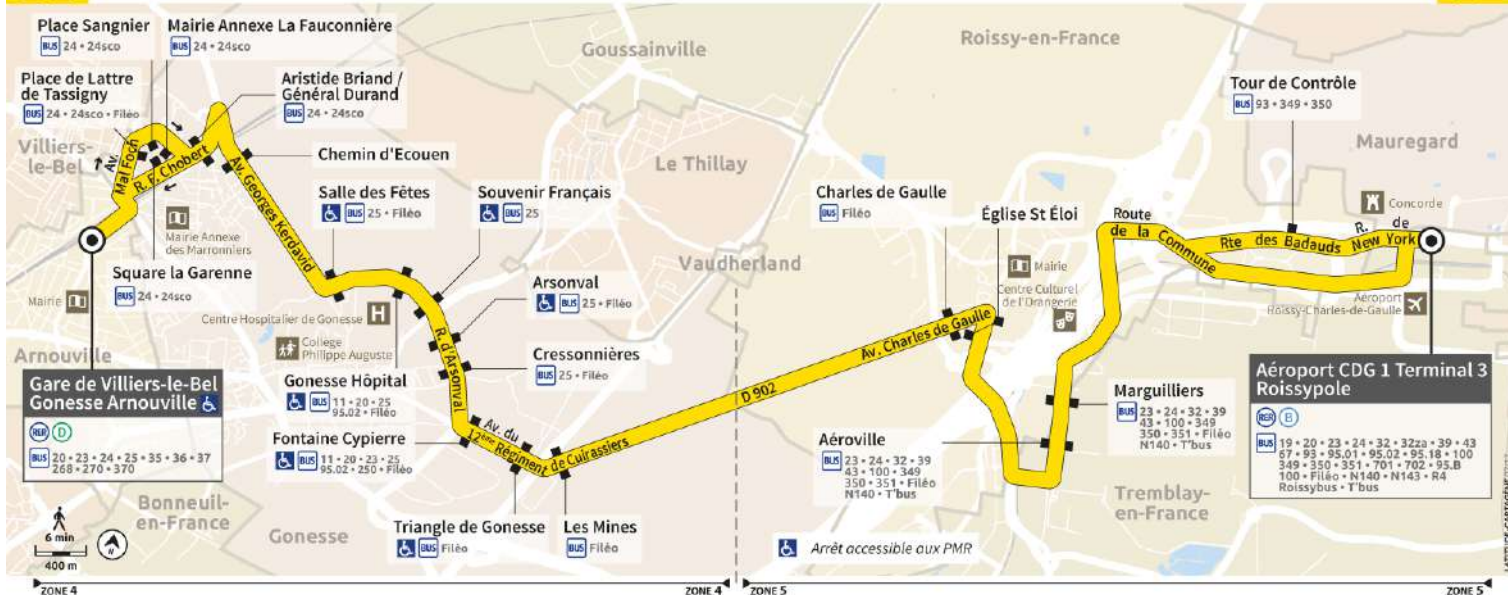 Place Sangnier
BUS 24 • 24sco
Mairie Annexe La Fauconnière
BUS 24 • 24sco
Place de Lattre
de Tassigny
BUS 24 • 24sco • Filéo
Aristide Briand /
Général Durand
BUS 24 • 24sco
Villiers-
le-Bel
Av.
Mal Foch
R. P. Chobert
Chemin d'Ecouen
Av. Georges Kerdavid
Mairie Annexe
des Marronniers
Square la Garenne
BUS 24 • 24sco
Mairie
Arnouville
Gare de Villiers-le-Bel
Gonesse Arnouville
RER D
BUS 20 • 23 • 24 • 25 • 35 • 36 • 37
268 • 270 • 370
Bonneuil-
en-France
6 min
400 m
N
Goussainville
Le Thillay
Salle des Fêtes
BUS 25 • Filéo
Souvenir Français
BUS 25
Vaudherland
Centre Hospitalier de Gonesse H
Collège
Philippe Auguste
Arsonval
BUS 25 • Filéo
R. d'Arsonval
Cressonnières
BUS 25 • Filéo
Gonesse Hôpital
BUS 11 • 20 • 25
95.02 • Filéo
Fontaine Cypierre
BUS 11 • 20 • 23 • 25
95.02 • 250 • Filéo
Av. du
12ème Régiment de Cuirassiers
Gonesse
Triangle de Gonesse
BUS Filéo
Les Mines
BUS Filéo
D 902
Roissy-en-France
Charles de Gaulle
BUS Filéo
Av. Charles de Gaulle
Église St Éloi
Mairie
Centre Culturel
de l'Orangerie
Route
de la Commune
Tour de Contrôle
BUS 93 • 349 • 350
Mauregard
Concorde
Rte des Badauds
R. de
New York
Aéroport
Roissy-Charles-de-Gaulle
Aéroville
BUS 23 • 24 • 32 • 39
43 • 100 • 349
350 • 351 • Filéo
N140 • T'bus
Marguilliers
BUS 23 • 24 • 32 • 39
43 • 100 • 349
350 • 351 • Filéo
N140 • T'bus
Aéroport CDG 1 Terminal 3
Roissypole
RER B
BUS 19 • 20 • 23 • 24 • 32 • 32za • 39 • 43
67 • 93 • 95.01 • 95.02 • 95.18 • 100
349 • 350 • 351 • 701 • 702 • 95.B
100 • Filéo • N140 • N143 • R4
Roissybus • T'bus
Tremblay-
en-France
Arrêt accessible aux PMR
ZONE 4
ZONE 4
ZONE 5
ZONE 5